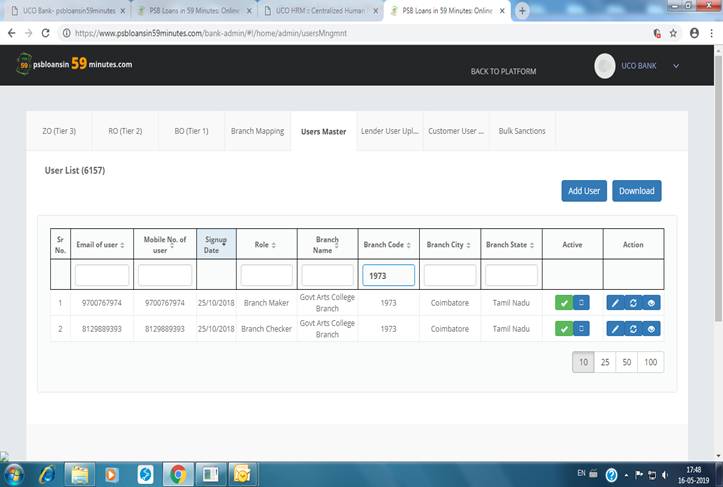 UCO Bank- psbloansin59minutes
PSB Loans in 59 Minutes: Online
UCO HRM :: Centralized Human
PSB Loans in 59 Minutes: Online
https://www.psbloansin59minutes.com/bank-admin/#!/home/admin/usersMngmnt
psbloansin 59 minutes.com
BACK TO PLATFORM
UCO BANK
ZO (Tier 3) RO (Tier 2) BO (Tier 1) Branch Mapping Users Master Lender User Upl... Customer User ... Bulk Sanctions
User List (6157)
Add User Download
Sr No. Email of user Mobile No. of user Signup Date Role Branch Name Branch Code Branch City Branch State Active Action
1973
1 9700767974 9700767974 25/10/2018 Branch Maker Govt Arts College Branch 1973 Coimbatore Tamil Nadu
2 8129889393 8129889393 25/10/2018 Branch Checker Govt Arts College Branch 1973 Coimbatore Tamil Nadu
10 25 50 100
EN
17:48
16-05-2019